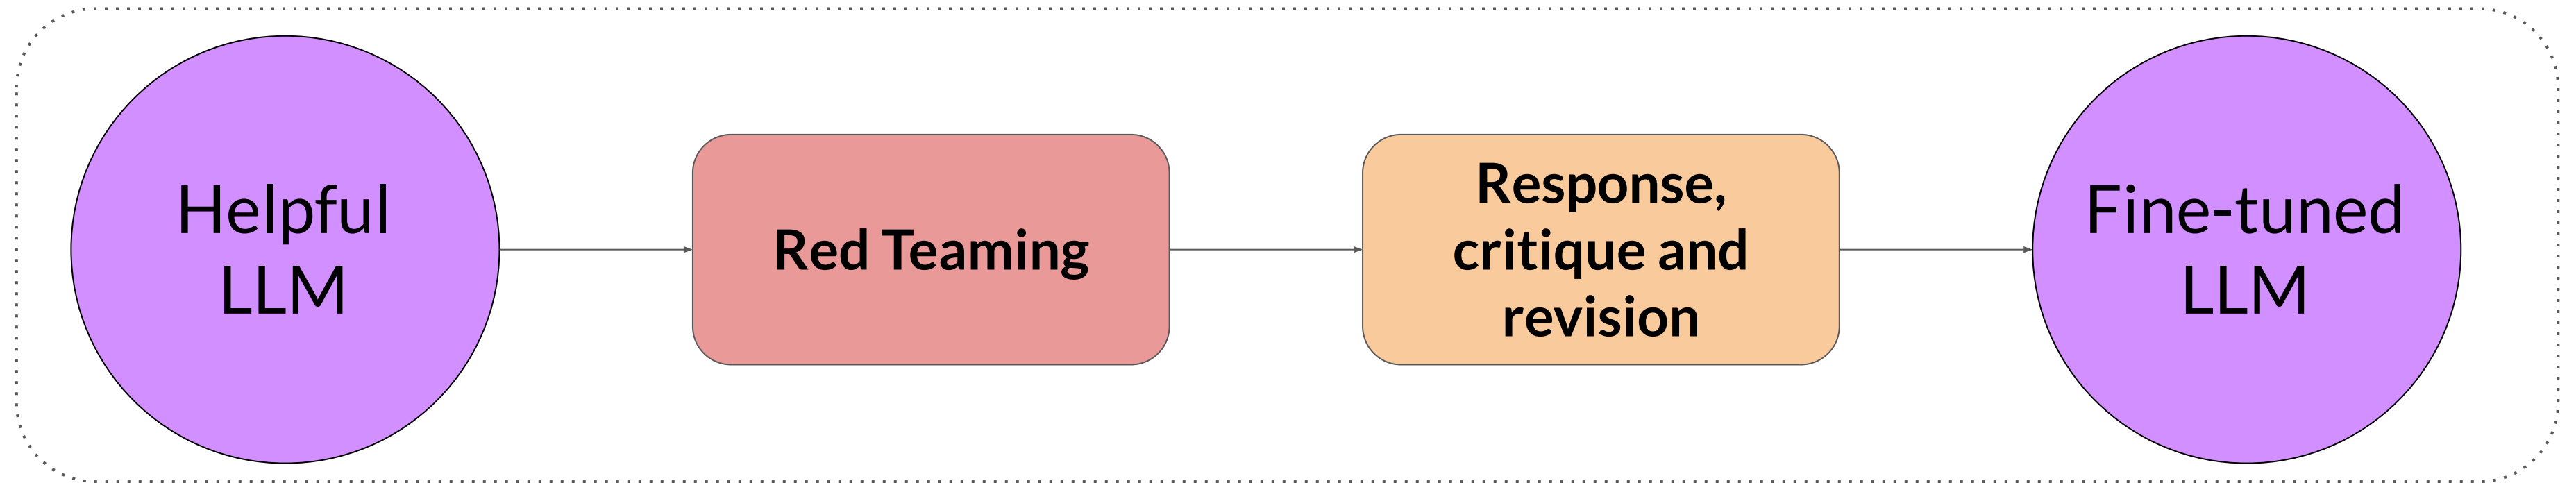 Helpful
LLM
Red Teaming
Response,
critique and
revision
Fine-tuned
LLM